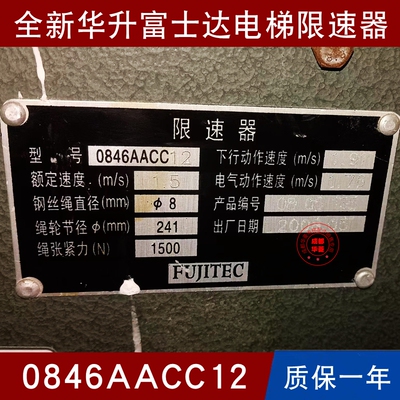 全新华升富士达电梯限速器
限速器
型 号 0846AACC12
下行动作速度 (m/s)
额定速度 (m/s) 1.5
电气动作速度 (m/s)
钢丝绳直径(mm) φ8
产品编号
绳轮节径 φ(mm) 241
出厂日期
绳张紧力(N) 1500
FUJITEC
0846AACC12
质保一年